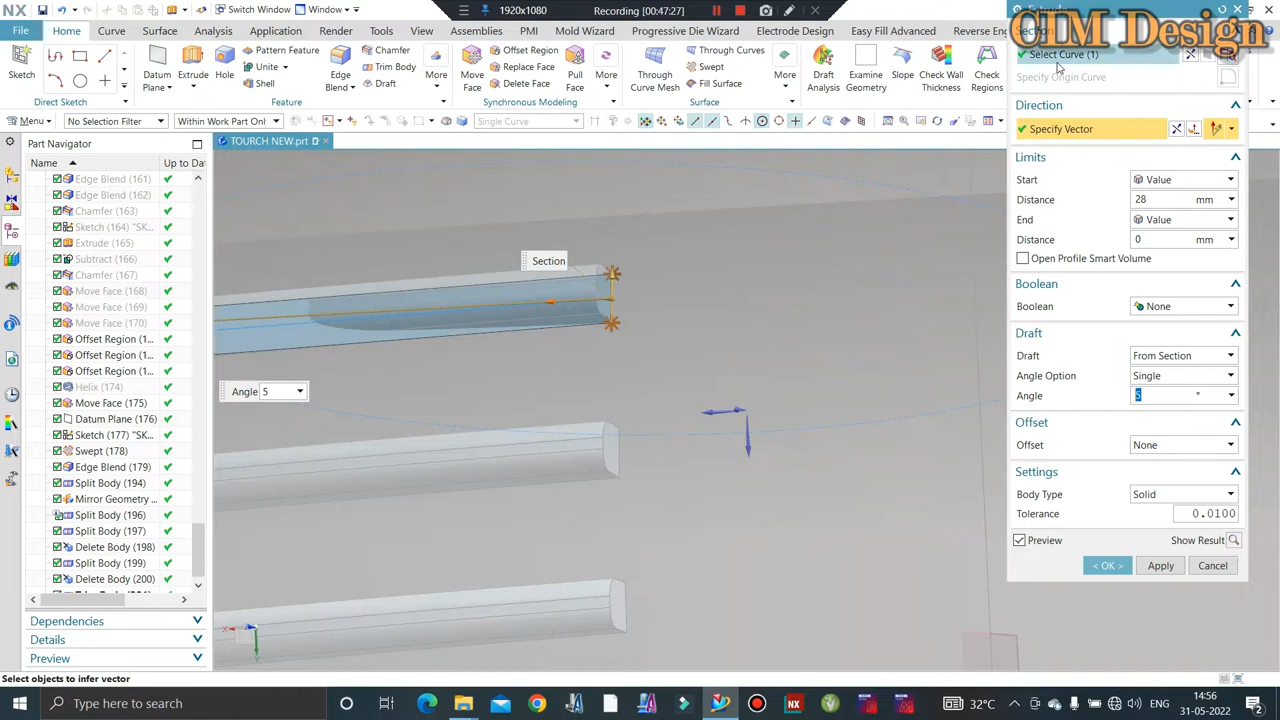 NX
Switch Window
Window
1920x1080
Recording [00:47:27]
Extrude
CIM Design
File
Home
Curve
Surface
Analysis
Application
Render
Tools
View
Assemblies
PMI
Mold Wizard
Progressive Die Wizard
Electrode Design
Easy Fill Advanced
Reverse En
Section
Sketch
Datum Plane
Extrude
Hole
Pattern Feature
Unite
Shell
Edge Blend
Chamfer
Trim Body
Draft
More
Move Face
Offset Region
Replace Face
Delete Face
More
Through Curve Mesh
Through Curves
Swept
Fill Surface
More
Draft Analysis
Examine Geometry
Slope
Check Wall Thickness
Check Regions
Direct Sketch
Feature
Synchronous Modeling
Surface
Menu
No Selection Filter
Within Work Part Onl
Single Curve
Part Navigator
TOURCH NEW.prt
Name
Up to Da
Edge Blend (161)
Edge Blend (162)
Chamfer (163)
Sketch (164) "SK...
Extrude (165)
Subtract (166)
Chamfer (167)
Move Face (168)
Move Face (169)
Move Face (170)
Offset Region (1...
Offset Region (1...
Offset Region (1...
Helix (174)
Move Face (175)
Datum Plane (176)
Sketch (177) "SK...
Swept (178)
Edge Blend (179)
Split Body (194)
Mirror Geometry ...
Split Body (196)
Split Body (197)
Delete Body (198)
Split Body (199)
Delete Body (200)
Dependencies
Details
Preview
Section
Angle 5
X
Y
Select Curve (1)
Specify Origin Curve
Direction
Specify Vector
Limits
Start
Value
Distance
28 mm
End
Value
Distance
0 mm
Open Profile Smart Volume
Boolean
Boolean
None
Draft
Draft
From Section
Angle Option
Single
Angle
5 °
Offset
Offset
None
Settings
Body Type
Solid
Tolerance
0.0100
Preview
Show Result
< OK >
Apply
Cancel
Select objects to infer vector
Type here to search
32°C
ENG
14:56
31-05-2022
2